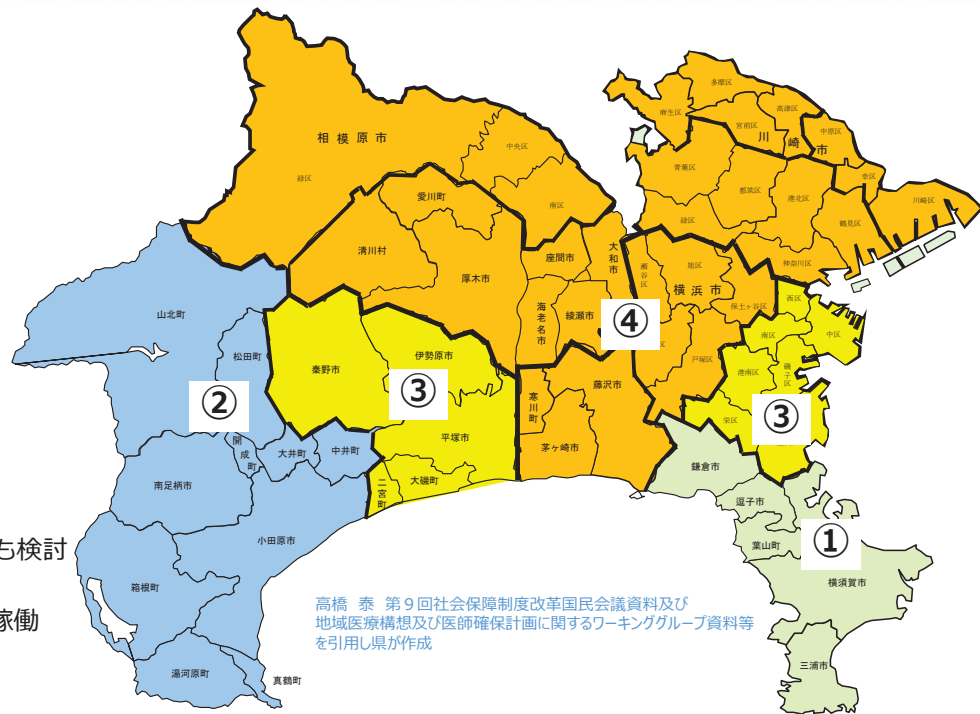 多摩区
麻生区
高津区
宮前区
中原区
川崎市
幸区
川崎区
相模原市
中央区
緑区
南区
青葉区
都筑区
港北区
鶴見区
緑区
神奈川区
愛川町
清川村
厚木市
座間市
大和市
瀬谷区
旭区
横浜市
保土ヶ谷区
西区
中区
海老名市
綾瀬市
④
区
戸塚区
南区
磯子区
港南区
③
栄区
山北町
松田町
秦野市
伊勢原市
②
③
寒川町
藤沢市
平塚市
茅ヶ崎市
開成町
大井町
中井町
二宮町
大磯町
南足柄市
鎌倉市
逗子市
葉山町
①
横須賀市
小田原市
も検討
箱根町
稼働
高橋 泰 第9回社会保障制度改革国民会議資料及び
地域医療構想及び医師確保計画に関するワーキンググループ資料等
を引用し県が作成
三浦市
湯河原町
真鶴町